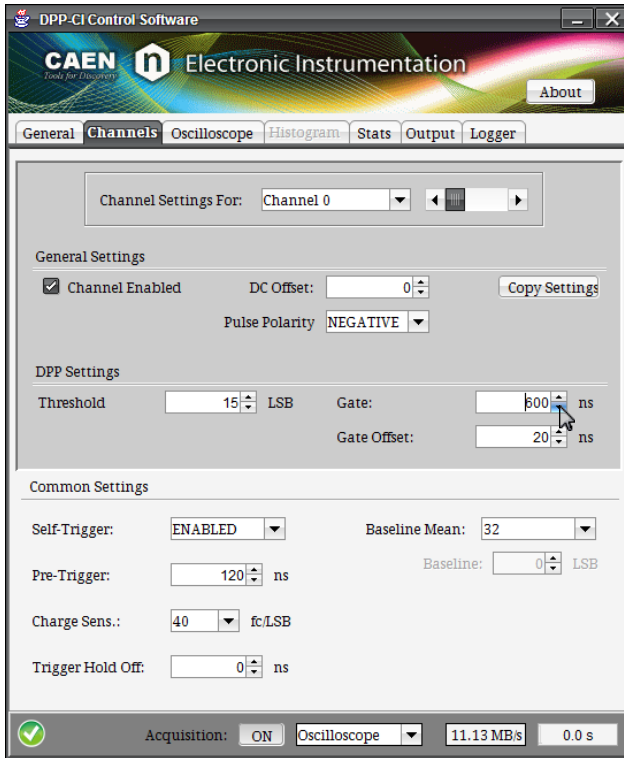 DPP-CI Control Software
CAEN n Electronic Instrumentation
Tools for Discovery
About
General Channels Oscilloscope Histogram Stats Output Logger
Channel Settings For: Channel 0
General Settings
Channel Enabled DC Offset: 0 Copy Settings
Pulse Polarity NEGATIVE
DPP Settings
Threshold 15 LSB Gate: 600 ns
Gate Offset: 20 ns
Common Settings
Self-Trigger: ENABLED Baseline Mean: 32
Baseline: 0 LSB
Pre-Trigger: 120 ns
Charge Sens.: 40 fc/LSB
Trigger Hold Off: 0 ns
Acquisition: ON Oscilloscope 11.13 MB/s 0.0 s